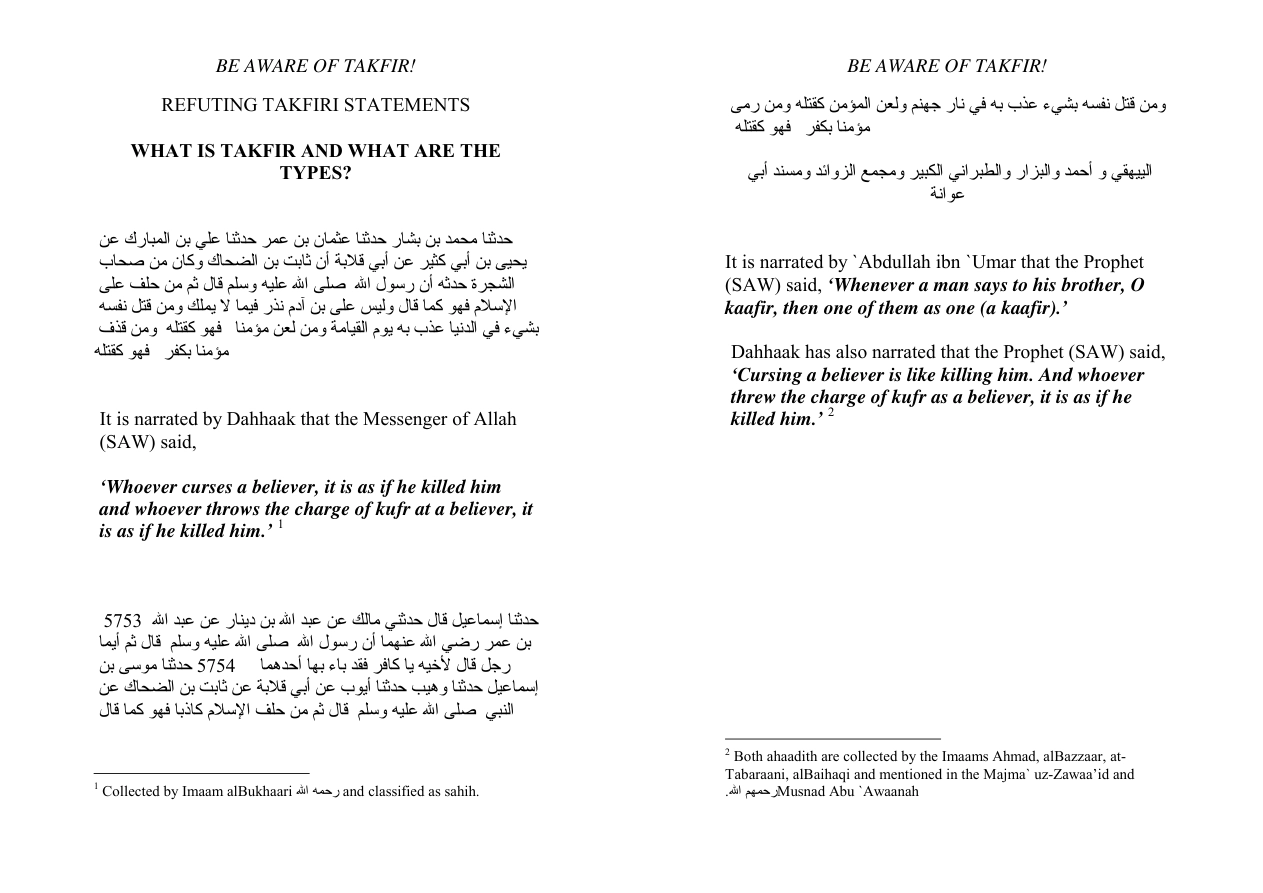 BE AWARE OF TAKFIR!
REFUTING TAKFIRI STATEMENTS
WHAT IS TAKFIR AND WHAT ARE THE
TYPES?
حدثنا محمد بن بشار حدثنا عثمان بن عمر حدثنا علي بن المبارك عن
يحيى بن أبي كثير عن أبي قلابة أن ثابت بن الضحاك وكان من صحاب
الشجرة حدثه أن رسول الله صلى الله عليه وسلم قال ثم من حلف على
الإسلام فهو كما قال وليس على بن آدم نذر فيما لا يملك ومن قتل نفسه
بشيء في الدنيا عذب به يوم القيامة ومن لعن مؤمنا فهو كقتله ومن قذف
مؤمنا بكفر فهو كقتله
It is narrated by Dahhaak that the Messenger of Allah
(SAW) said,
‘Whoever curses a believer, it is as if he killed him
and whoever throws the charge of kufr at a believer, it
is as if he killed him.’ 1
حدثنا إسماعيل قال حدثني مالك عن عبد الله بن دينار عن عبد الله 5753
بن عمر رضي الله عنهما أن رسول الله صلى الله عليه وسلم قال ثم أيما
رجل قال لأخيه يا كافر فقد باء بها أحدهما 5754 حدثنا موسى بن
إسماعيل حدثنا وهيب حدثنا أيوب عن أبي قلابة عن ثابت بن الضحاك عن
النبي صلى الله عليه وسلم قال ثم من حلف الإسلام كاذبا فهو كما قال
1 Collected by Imaam alBukhaari رحمه الله and classified as sahih.
BE AWARE OF TAKFIR!
ومن قتل نفسه بشيء عذب به في نار جهنم ولعن المؤمن كقتله ومن رمى
مؤمنا بكفر فهو كقتله
البيهقي و أحمد والبزار والطبراني الكبير ومجمع الزوائد ومسند أبي
عوانة
It is narrated by `Abdullah ibn `Umar that the Prophet
(SAW) said, ‘Whenever a man says to his brother, O
kaafir, then one of them as one (a kaafir).’
Dahhaak has also narrated that the Prophet (SAW) said,
‘Cursing a believer is like killing him. And whoever
threw the charge of kufr as a believer, it is as if he
killed him.’ 2
2 Both ahaadith are collected by the Imaams Ahmad, alBazzaar, at-
Tabaraani, alBaihaqi and mentioned in the Majma` uz-Zawaa’id and
.رحمهم الله Musnad Abu `Awaanah